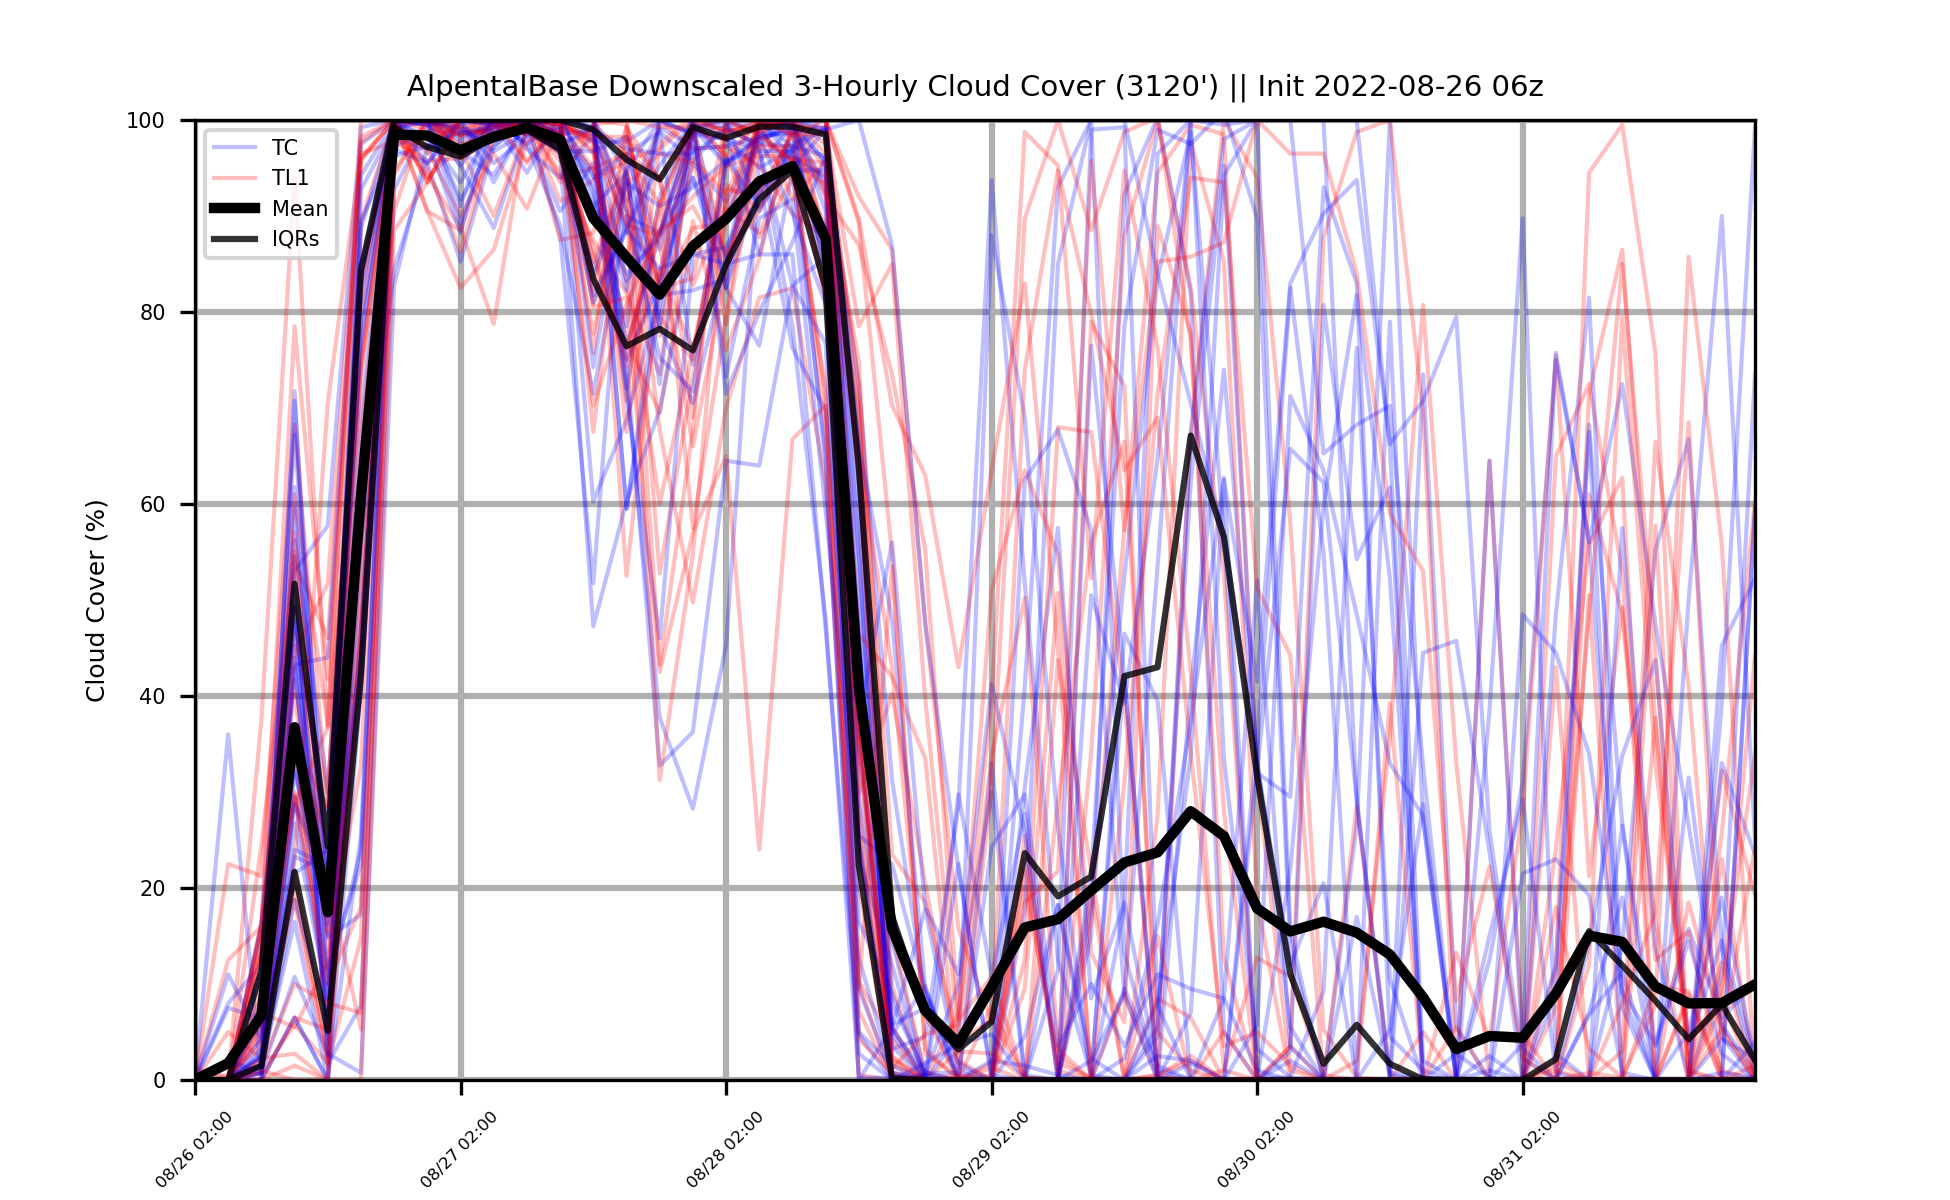 AlpentalBase Downscaled 3-Hourly Cloud Cover (3120') || Init 2022-08-26 06z
TC
TL1
Mean
IQRs
Cloud Cover (%)
100
80
60
40
20
0
08/26 02:00
08/27 02:00
08/28 02:00
08/29 02:00
08/30 02:00
08/31 02:00